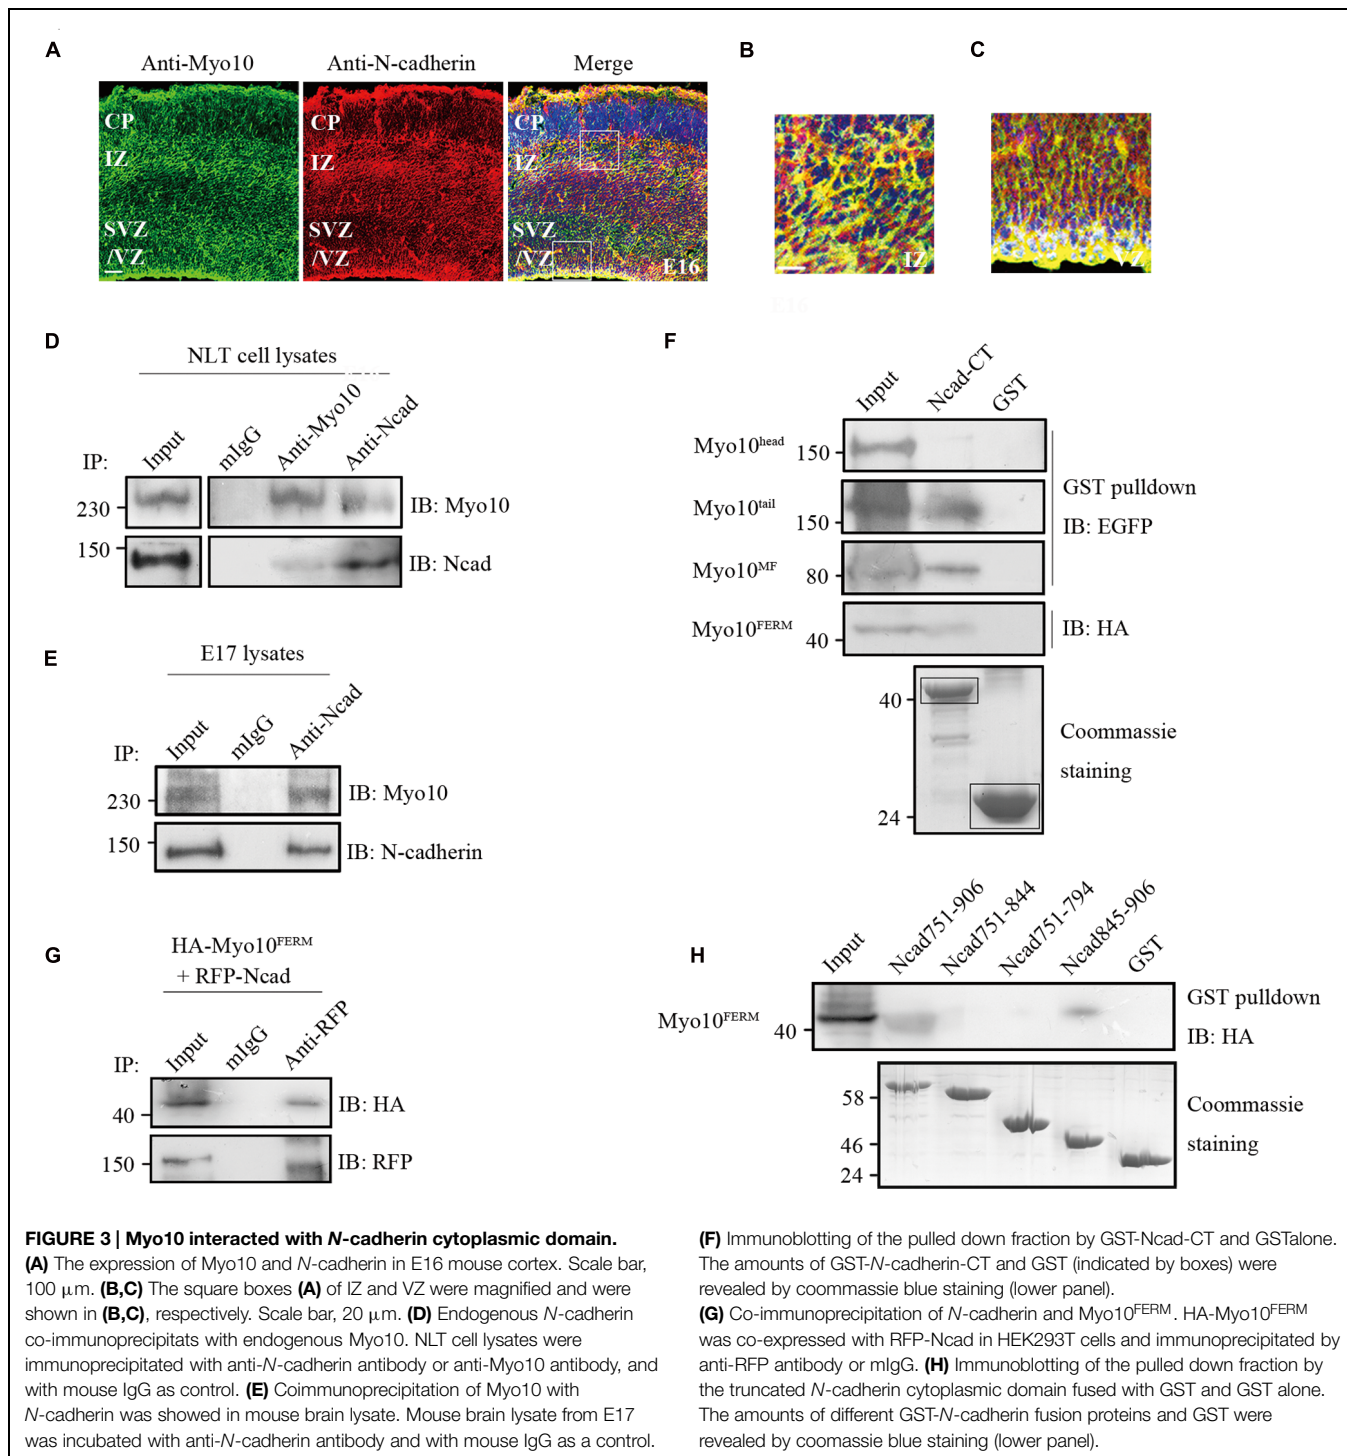 A
Anti-Myo10
Anti-N-cadherin
Merge
B
C
CP
IZ
SVZ
/VZ
CP
IZ
SVZ
/VZ
E16
IZ
VZ
E16
D
NLT cell lysates
IP:
Input
mIgG
Anti-Myo10
Anti-Ncad
230
IB: Myo10
150
IB: Ncad
E
E17 lysates
IP:
Input
mIgG
Anti-Ncad
230
IB: Myo10
150
IB: N-cadherin
F
Input
Ncad-CT
GST
Myo10head
150
Myo10tail
150
GST pulldown
IB: EGFP
Myo10MF
80
Myo10FERM
40
IB: HA
40
24
Coommassie
staining
G
HA-Myo10FERM
+ RFP-Ncad
IP:
Input
mIgG
Anti-RFP
40
IB: HA
150
IB: RFP
H
Input
Ncad751-906
Ncad751-844
Ncad751-794
Ncad845-906
GST
Myo10FERM
40
GST pulldown
IB: HA
58
46
24
Coommassie
staining
FIGURE 3 | Myo10 interacted with N-cadherin cytoplasmic domain.
(A) The expression of Myo10 and N-cadherin in E16 mouse cortex. Scale bar,
100 μm. (B,C) The square boxes (A) of IZ and VZ were magnified and were
shown in (B,C), respectively. Scale bar, 20 μm. (D) Endogenous N-cadherin
co-immunoprecipitats with endogenous Myo10. NLT cell lysates were
immunoprecipitated with anti-N-cadherin antibody or anti-Myo10 antibody, and
with mouse IgG as control. (E) Coimmunoprecipitation of Myo10 with
N-cadherin was showed in mouse brain lysate. Mouse brain lysate from E17
was incubated with anti-N-cadherin antibody and with mouse IgG as a control.
(F) Immunoblotting of the pulled down fraction by GST-Ncad-CT and GSTalone.
The amounts of GST-N-cadherin-CT and GST (indicated by boxes) were
revealed by coommassie blue staining (lower panel).
(G) Co-immunoprecipitation of N-cadherin and Myo10FERM. HA-Myo10FERM
was co-expressed with RFP-Ncad in HEK293T cells and immunoprecipitated by
anti-RFP antibody or mIgG. (H) Immunoblotting of the pulled down fraction by
the truncated N-cadherin cytoplasmic domain fused with GST and GST alone.
The amounts of different GST-N-cadherin fusion proteins and GST were
revealed by coomassie blue staining (lower panel).